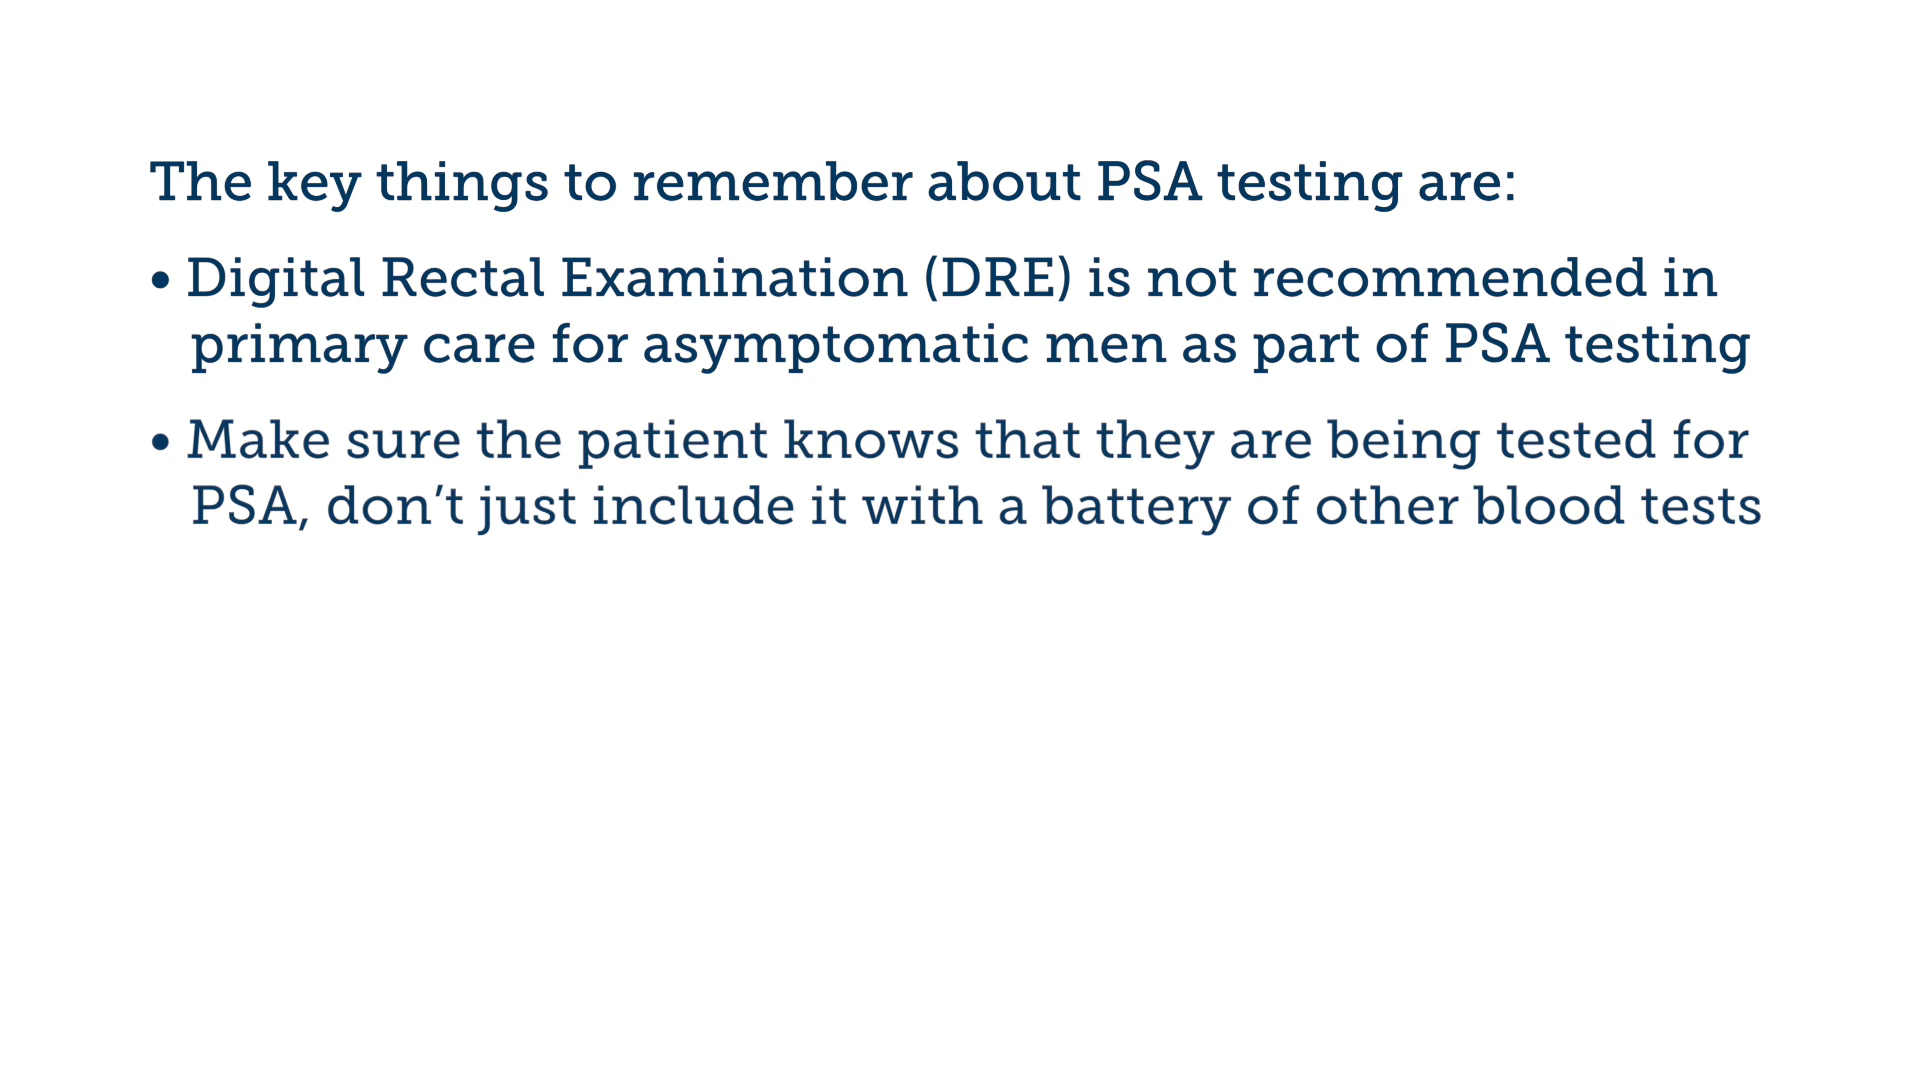 The key things to remember about PSA testing are:
• Digital Rectal Examination (DRE) is not recommended in
primary care for asymptomatic men as part of PSA testing
• Make sure the patient knows that they are being tested for
PSA, don’t just include it with a battery of other blood tests